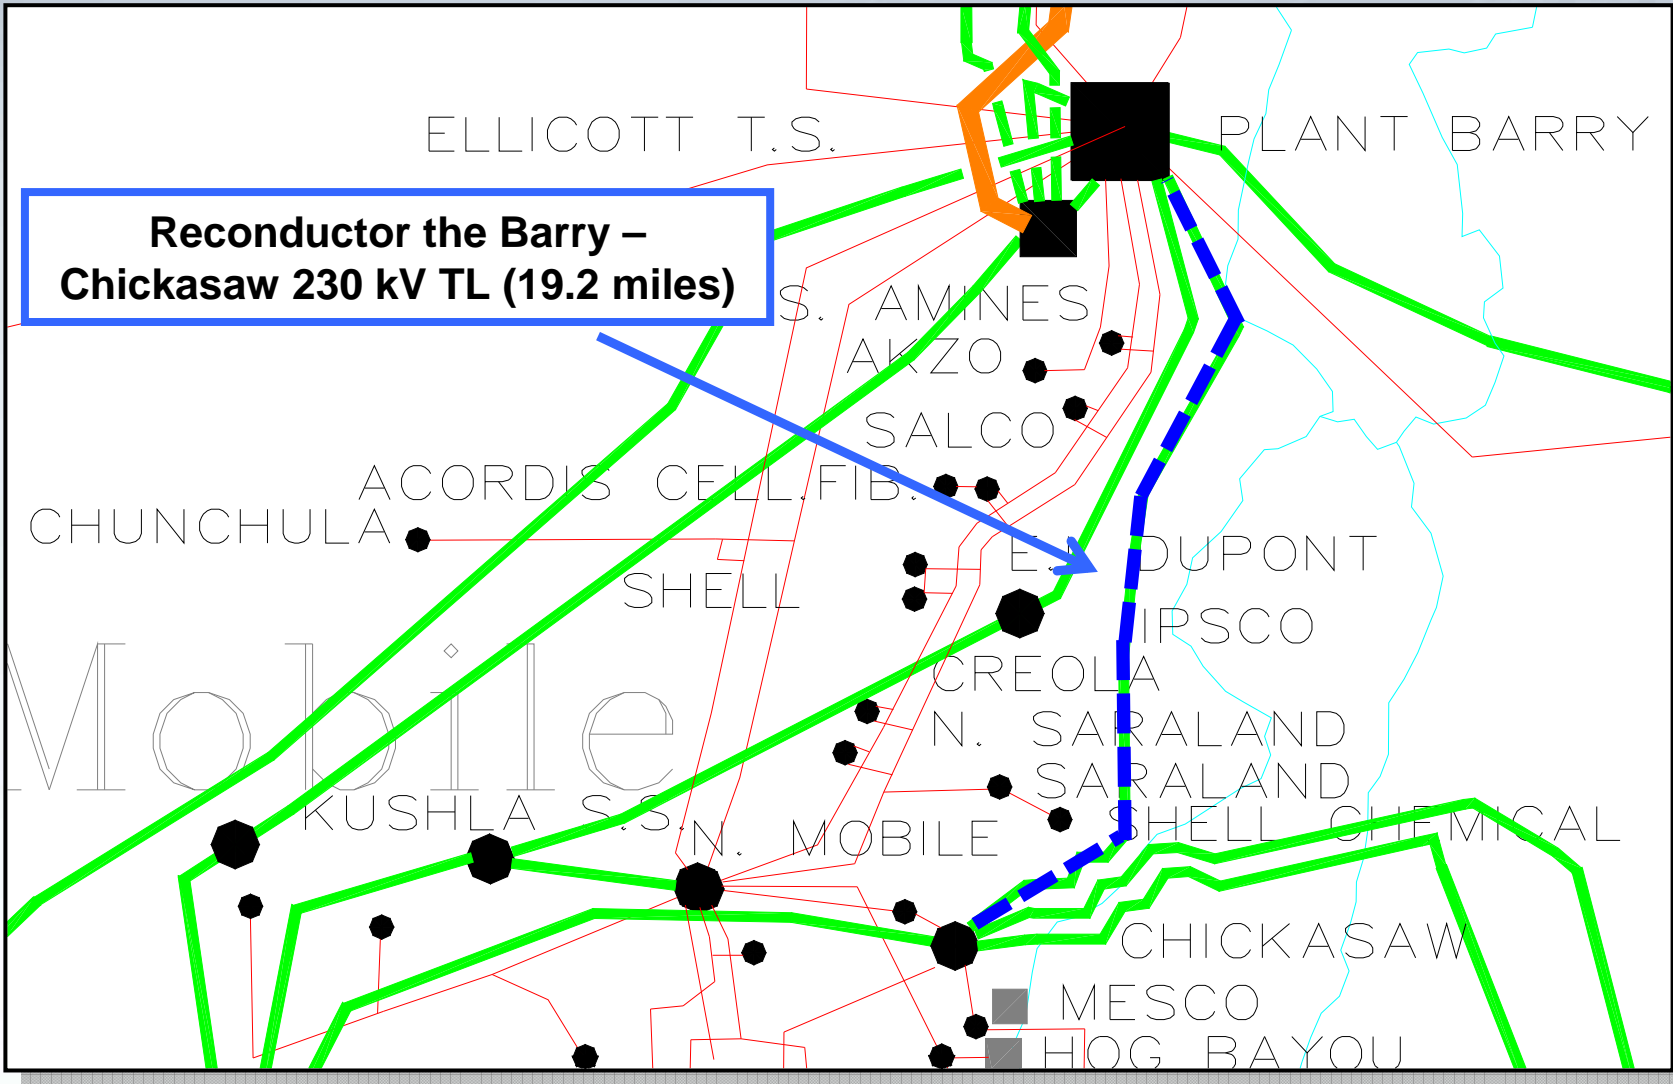 ELLICOTT T.S.
PLANT BARRY
Reconductor the Barry –
Chickasaw 230 kV TL (19.2 miles)
S. AMINES
AKZO
SALCO
ACORDIS CELL.FIB.
CHUNCHULA
E.I. DUPONT
SHELL
IPSCO
Mobile
CREOLA
N. SARALAND
SARALAND
KUSHLA S.S.
N. MOBILE
SHELL CHEMICAL
CHICKASAW
MESCO
HOG BAYOU